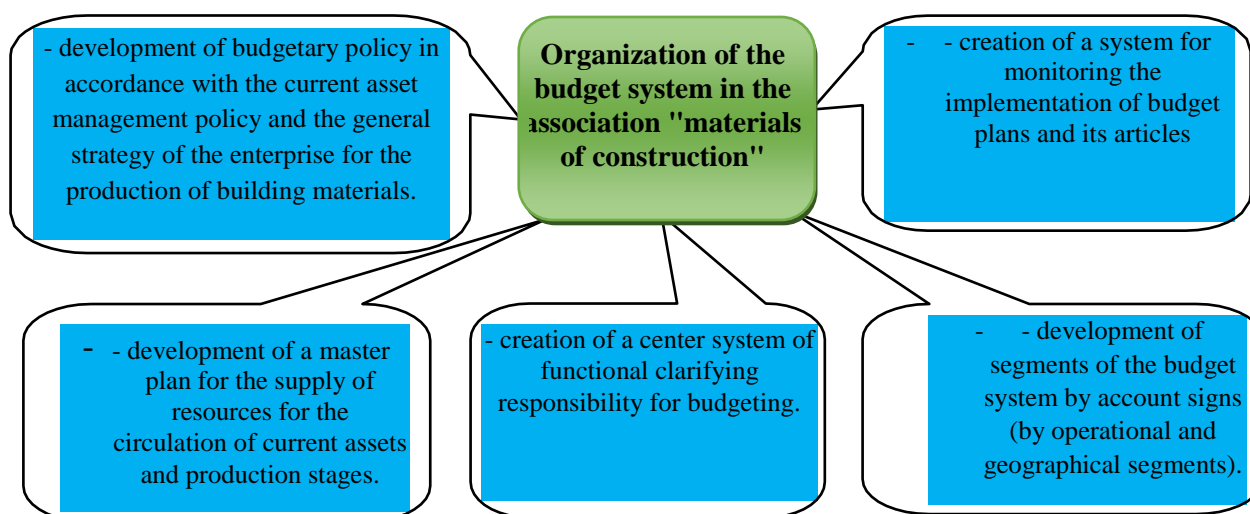 - development of budgetary policy in
accordance with the current asset
management policy and the general
strategy of the enterprise for the
production of building materials.
Organization of the
budget system in the
association "materials
of construction"
- - creation of a system for
monitoring the
implementation of budget
plans and its articles
- - development of a master
plan for the supply of
resources for the
circulation of current assets
and production stages.
- creation of a center system of
functional clarifying
responsibility for budgeting.
- - development of
segments of the budget
system by account signs
(by operational and
geographical segments).